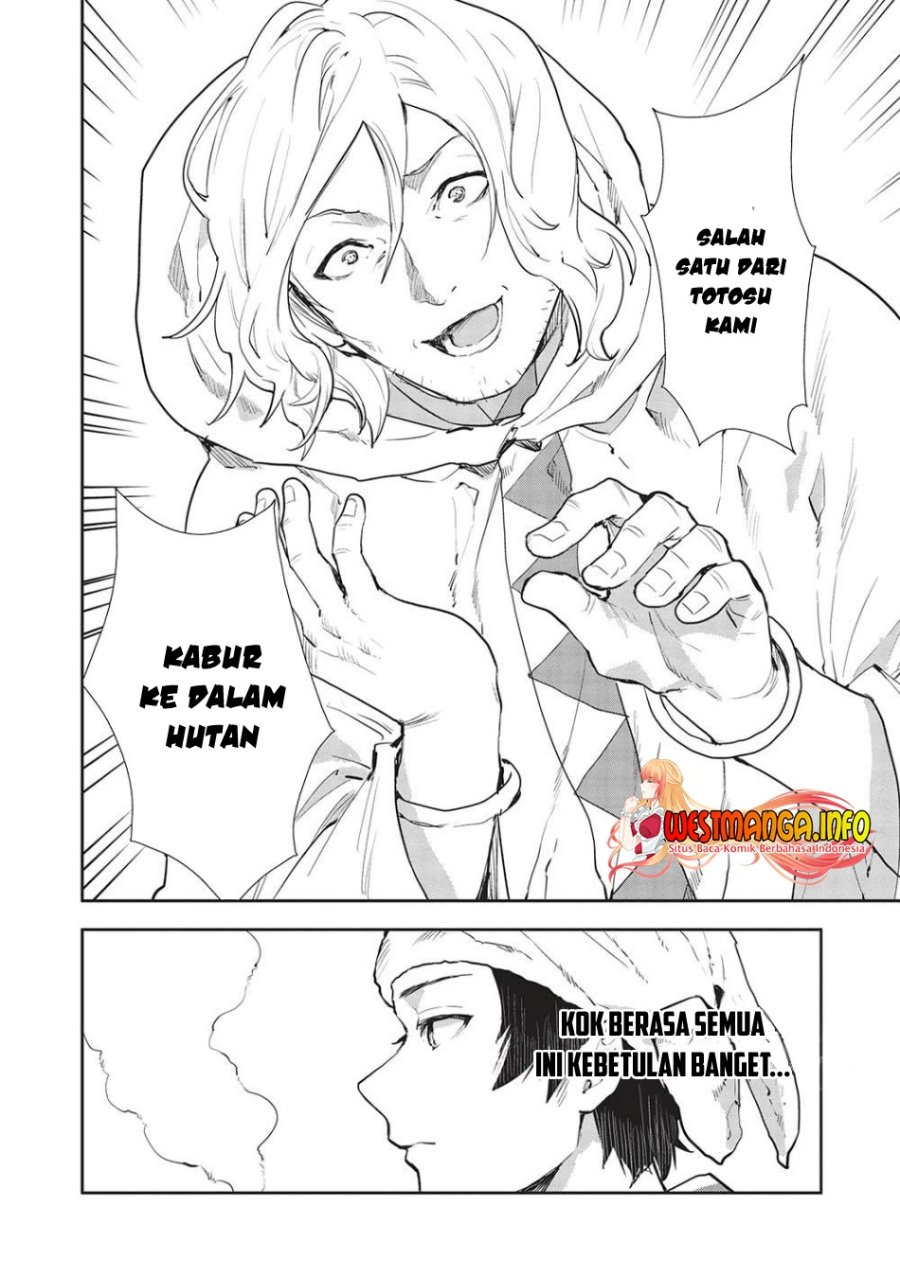 SALAH
SATU DARI
TOTOSU
KAMI
KABUR
KE DALAM
HUTAN
WESTMANGA.INFO
Situs Baca Komik Berbahasa Indonesia
KOK BERASA SEMUA
INI KEBETULAN BANGET...